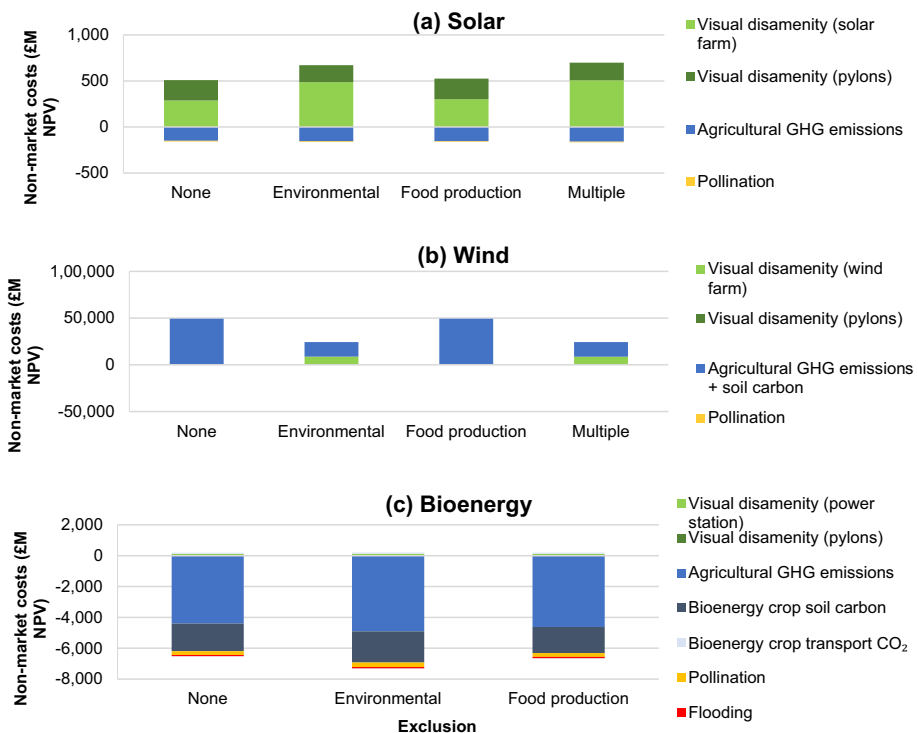 (a) Solar
Non-market costs (£M
NPV)
1,000
500
0
-500
None
Environmental
Food production
Multiple
Visual disamenity (solar
farm)
Visual disamenity (pylons)
Agricultural GHG emissions
Pollination
(b) Wind
Non-market costs (£M
NPV)
1,00,000
50,000
0
-50,000
None
Environmental
Food production
Multiple
Visual disamenity (wind
farm)
Visual disamenity (pylons)
Agricultural GHG emissions
+ soil carbon
Pollination
(c) Bioenergy
Non-market costs (£M
NPV)
2,000
0
-2,000
-4,000
-6,000
-8,000
None
Environmental
Food production
Exclusion
Visual disamenity (power
station)
Visual disamenity (pylons)
Agricultural GHG emissions
Bioenergy crop soil carbon
Bioenergy crop transport CO₂
Pollination
Flooding